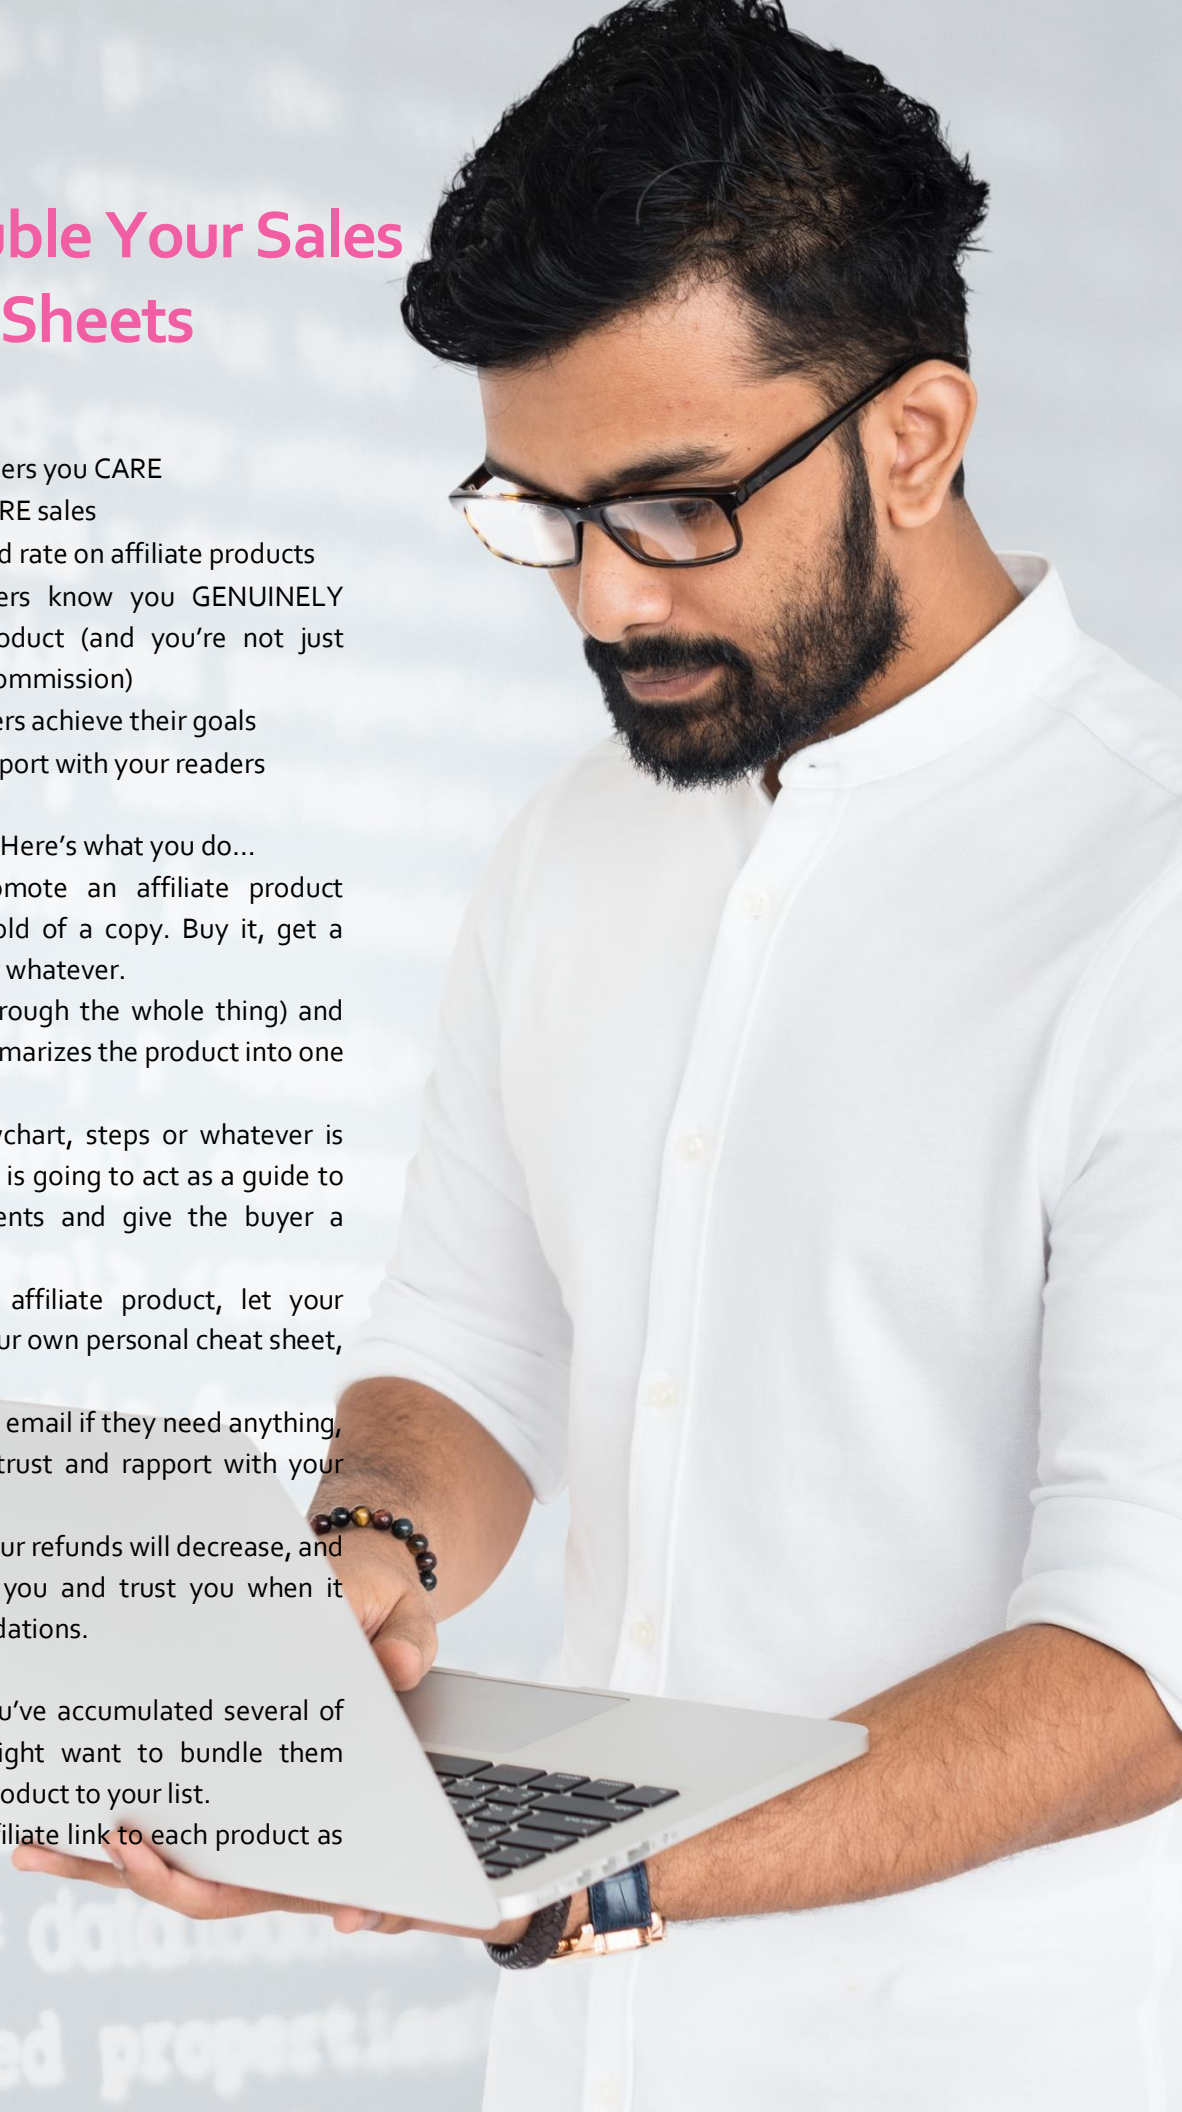 ble Your Sales
Sheets
ers you CARE
RE sales
d rate on affiliate products
ers know you GENUINELY
oduct (and you’re not just
ommission)
ers achieve their goals
port with your readers
Here’s what you do…
omote an affiliate product
old of a copy. Buy it, get a
whatever.
rough the whole thing) and
marizes the product into one
chart, steps or whatever is
is going to act as a guide to
ents and give the buyer a
affiliate product, let your
ur own personal cheat sheet,
email if they need anything,
trust and rapport with your
ur refunds will decrease, and
you and trust you when it
dations.
u’ve accumulated several of
ight want to bundle them
oduct to your list.
filiate link to each product as